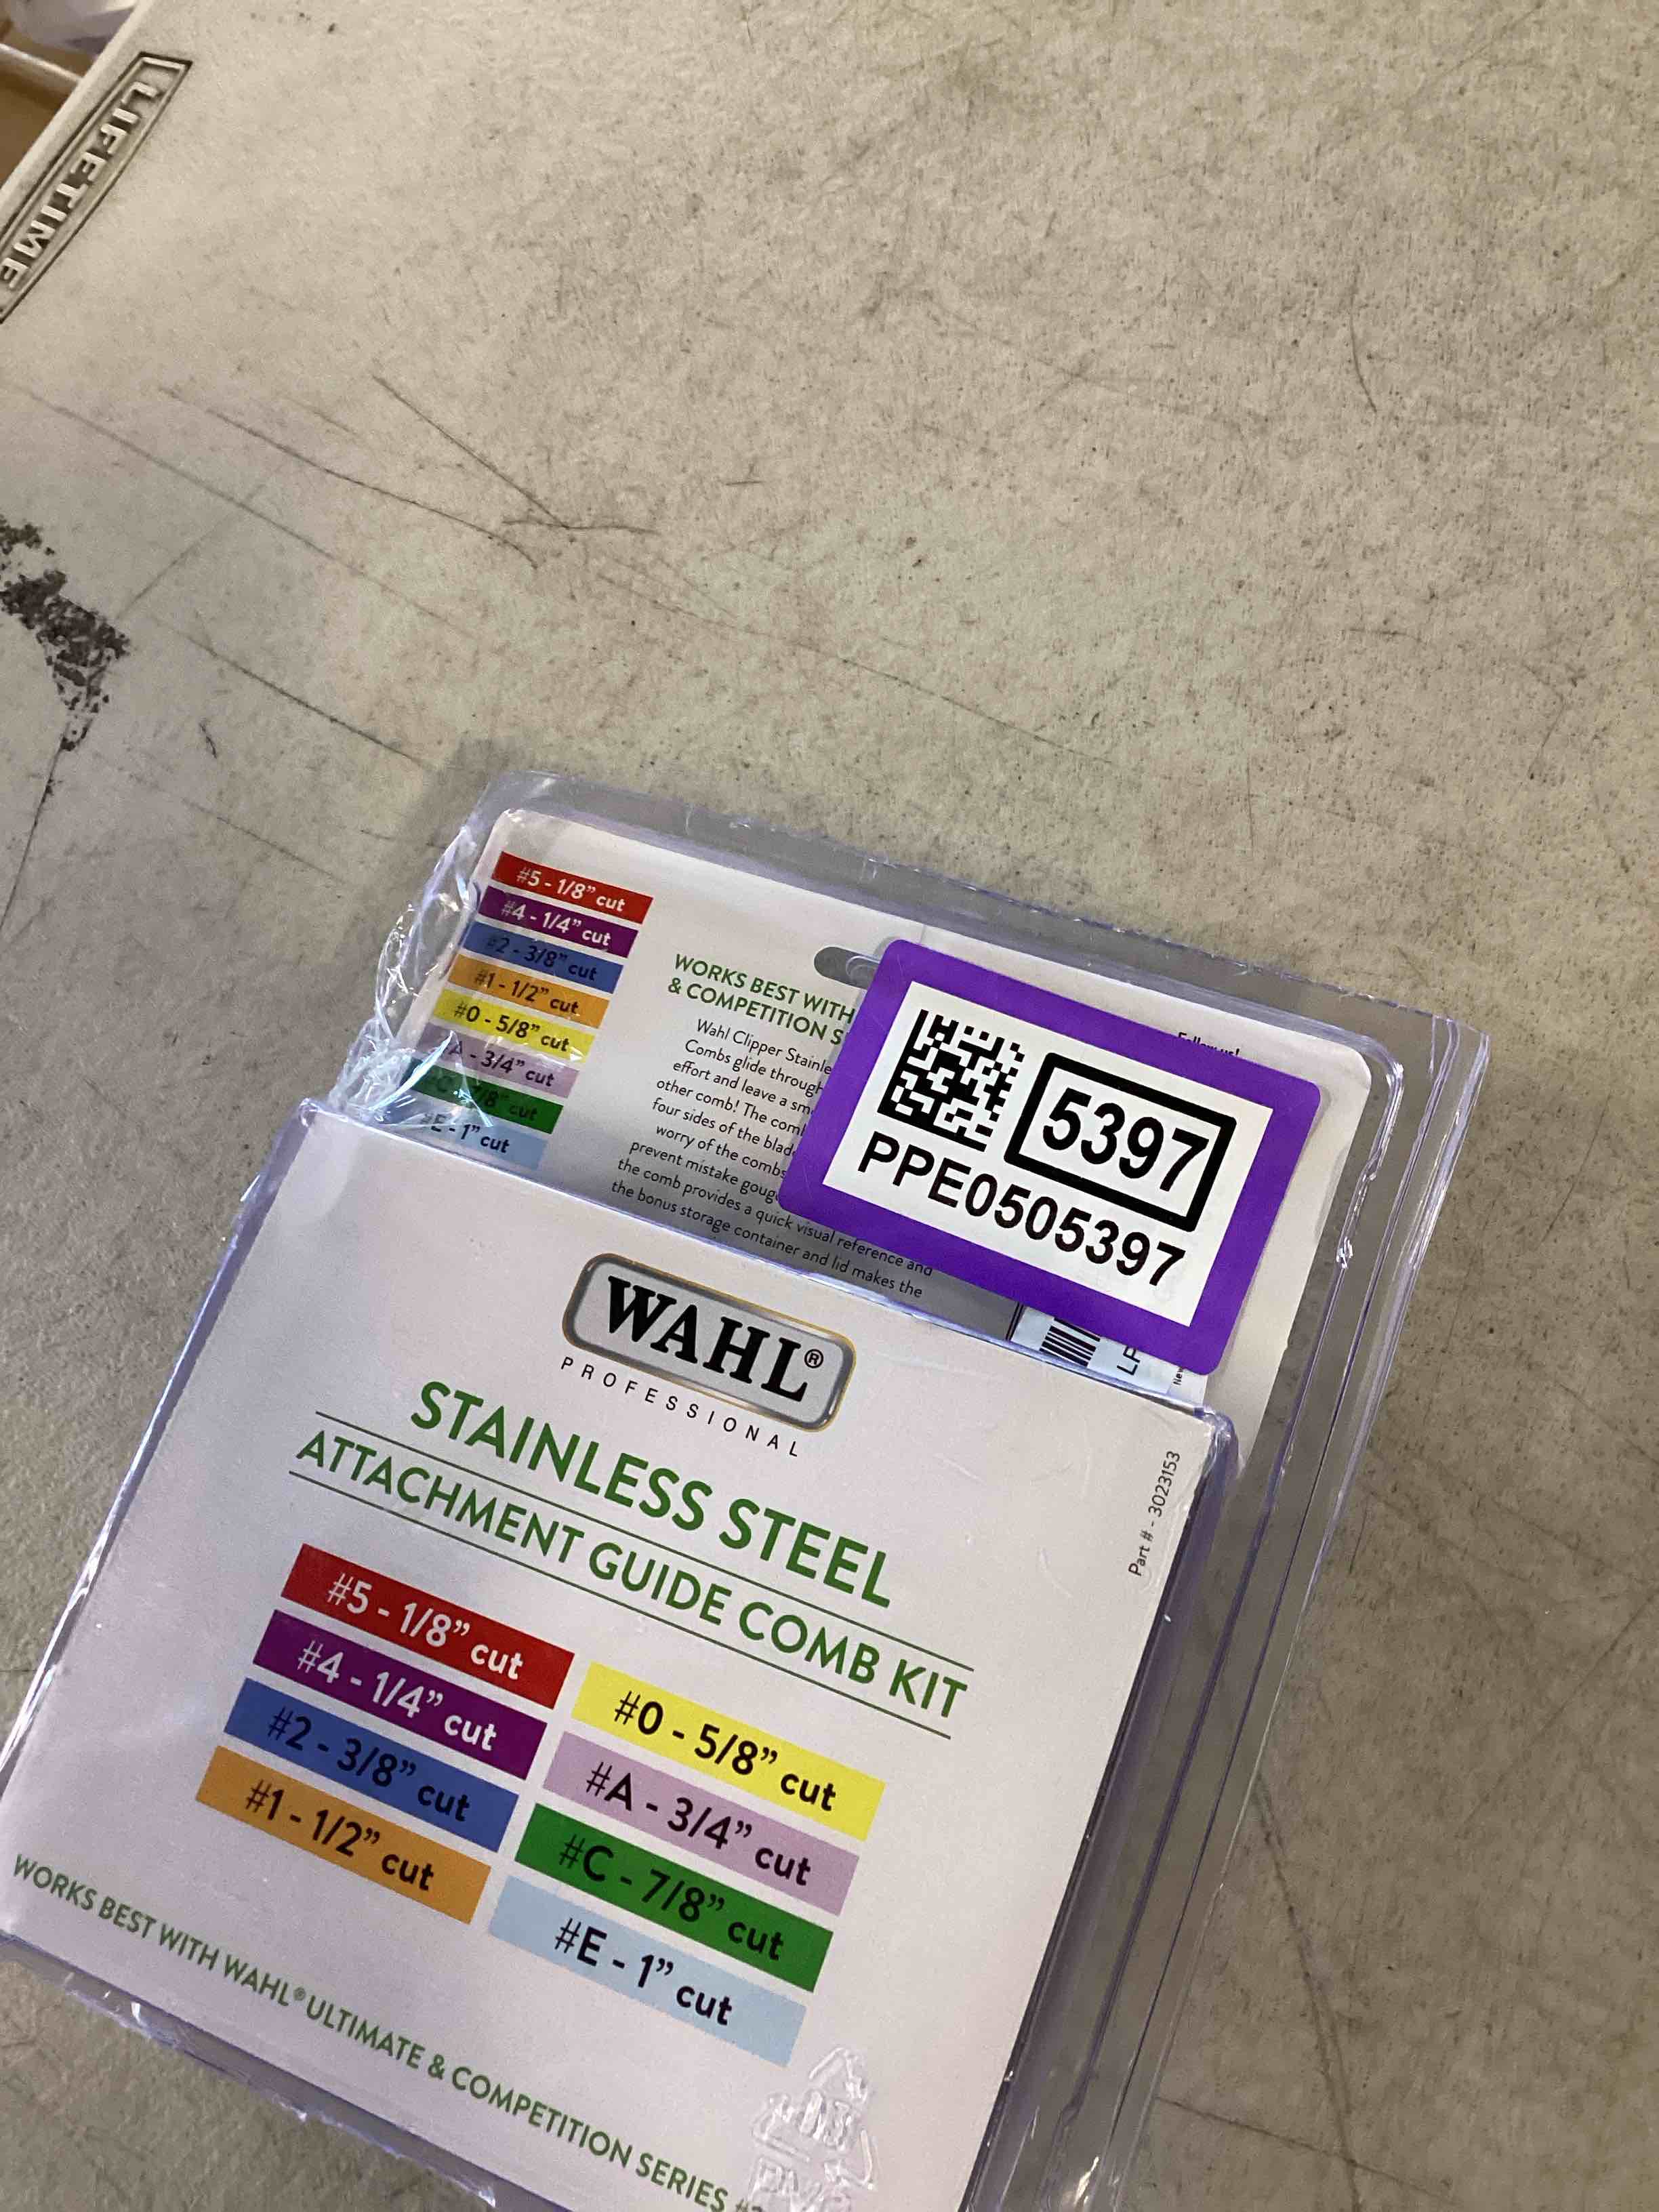 LIFETIME
#5 - 1/8” cut
#4 - 1/4” cut
#2 - 3/8” cut
#1 - 1/2” cut
#0 - 5/8” cut
A - 3/4” cut
/8” cut
#E - 1” cut
WORKS BEST WITH
& COMPETITION S
Wahl Clipper Stainle
Combs glide through
effort and leave a sm
other comb! The com
four sides of the blad
worry of the combs
prevent mistake goug
the comb provides a quick visual reference and
the bonus storage container and lid makes the
Follow us!
5397
PPE0505397
LP
New
WAHL®
PROFESSIONAL
STAINLESS STEEL
ATTACHMENT GUIDE COMB KIT
Part # - 3023153
#5 - 1/8” cut
#4 - 1/4” cut
#2 - 3/8” cut
#1 - 1/2” cut
#0 - 5/8” cut
#A - 3/4” cut
#C - 7/8” cut
#E - 1” cut
WORKS BEST WITH WAHL® ULTIMATE & COMPETITION SERIES